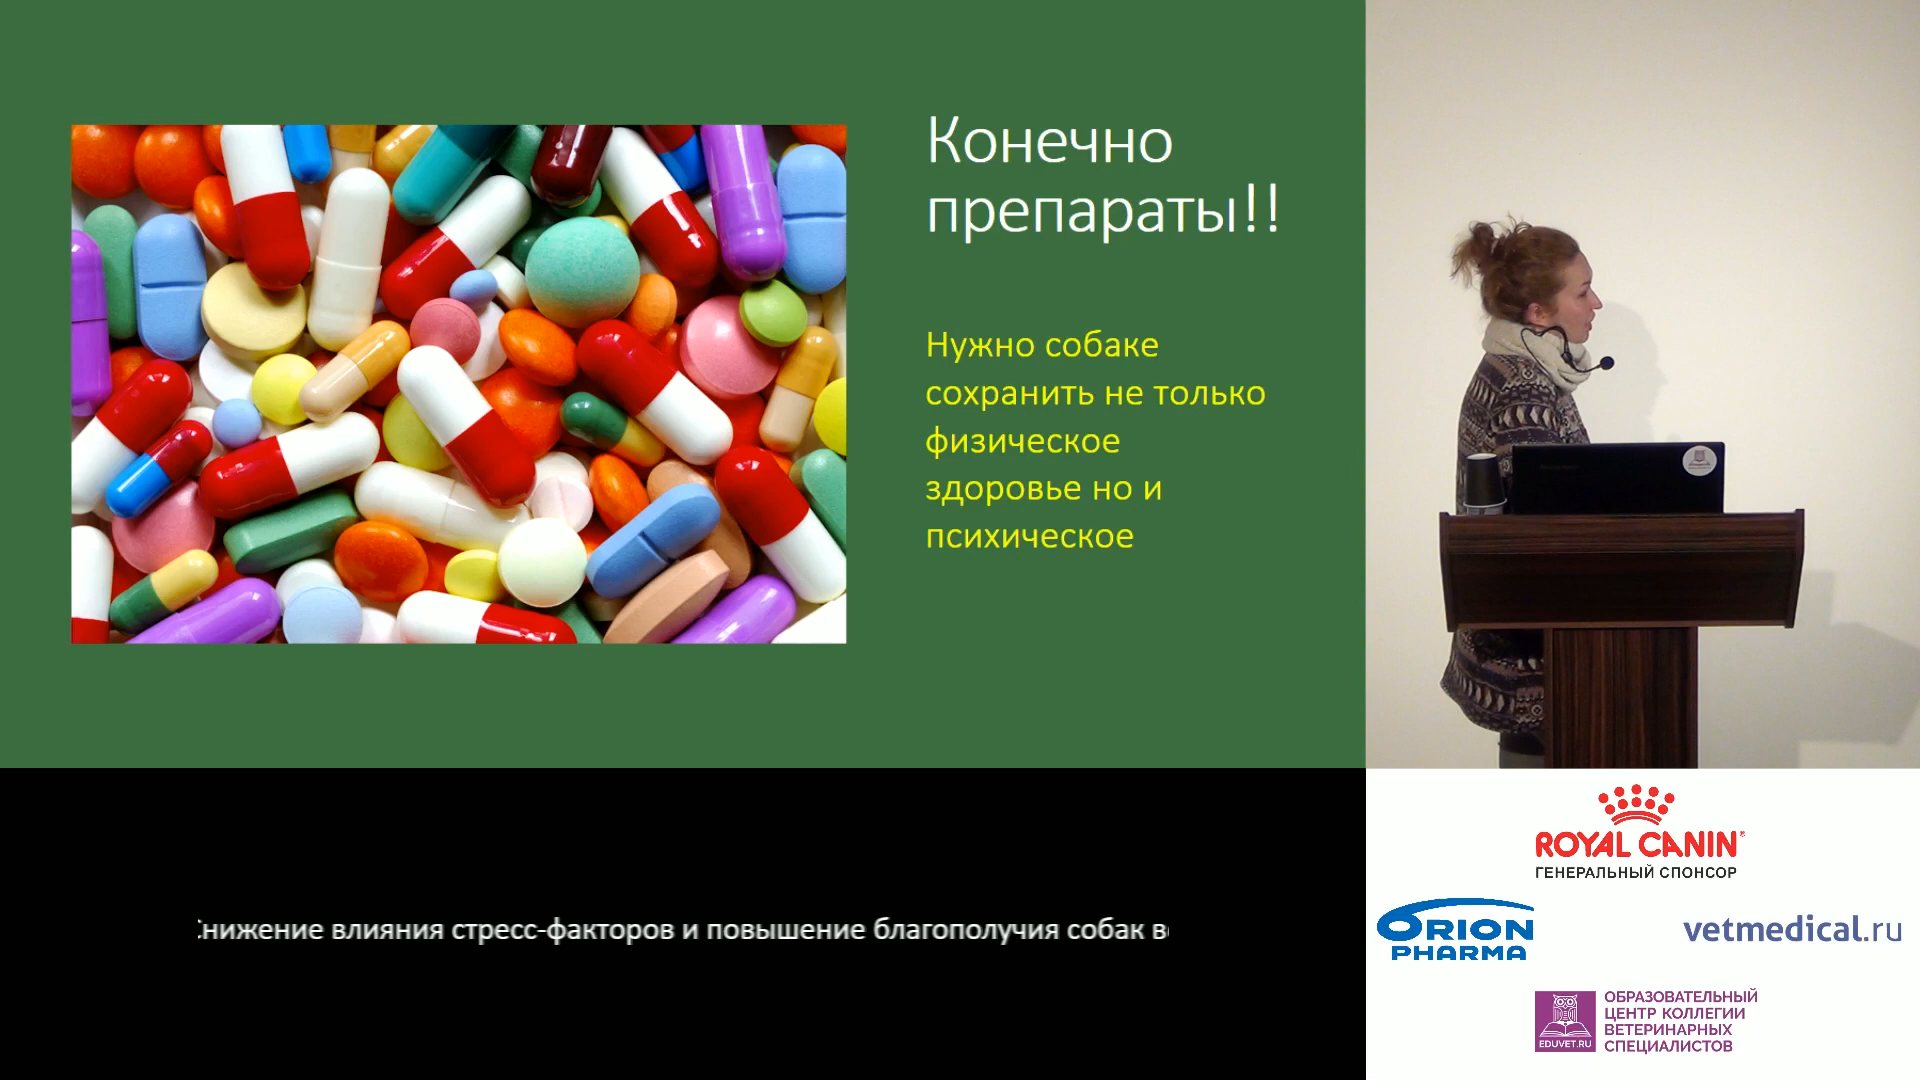 Конечно
препараты!!
Нужно собаке
сохранить не только
физическое
здоровье но и
психическое
влияния стресс-факторов и повышение благополучия собак
ROYAL CANIN
ГЕНЕРАЛЬНЫЙ СПОНСОР
ORION
PHARMA
vetmedical.ru
EDUVET.RU
ОБРАЗОВАТЕЛЬНЫЙ
ЦЕНТР КОЛЛЕГИИ
ВЕТЕРИНАРНЫХ
СПЕЦИАЛИСТОВ